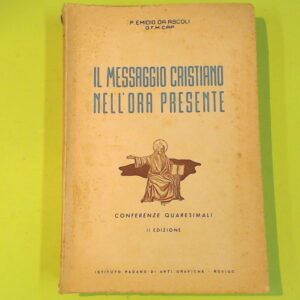 P. EMIDIO DA ASCOLI
O.F.M. CAP.
IL MESSAGGIO CRISTIANO
NELL'ORA PRESENTE
CONFERENZE QUARESIMALI
II EDIZIONE
ISTITUTO PADANO DI ARTI GRAFICHE - ROVIGO